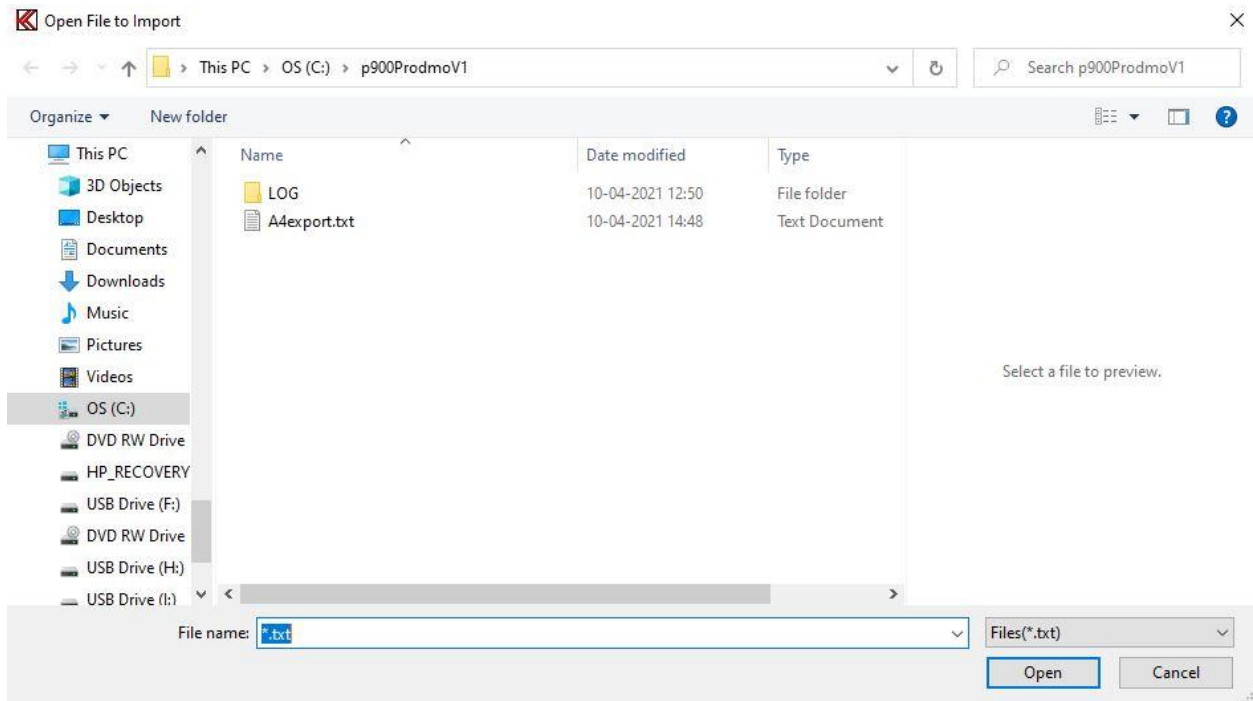 Open File to Import
This PC > OS (C:) > p900ProdmoV1
Search p900ProdmoV1
Organize
New folder
This PC
3D Objects
Desktop
Documents
Downloads
Music
Pictures
Videos
OS (C:)
DVD RW Drive
HP_RECOVERY
USB Drive (F:)
DVD RW Drive
USB Drive (H:)
USB Drive (I:)
Name Date modified Type
LOG 10-04-2021 12:50 File folder
A4export.txt 10-04-2021 14:48 Text Document
Select a file to preview.
File name: *.txt Files(*.txt)
Open Cancel